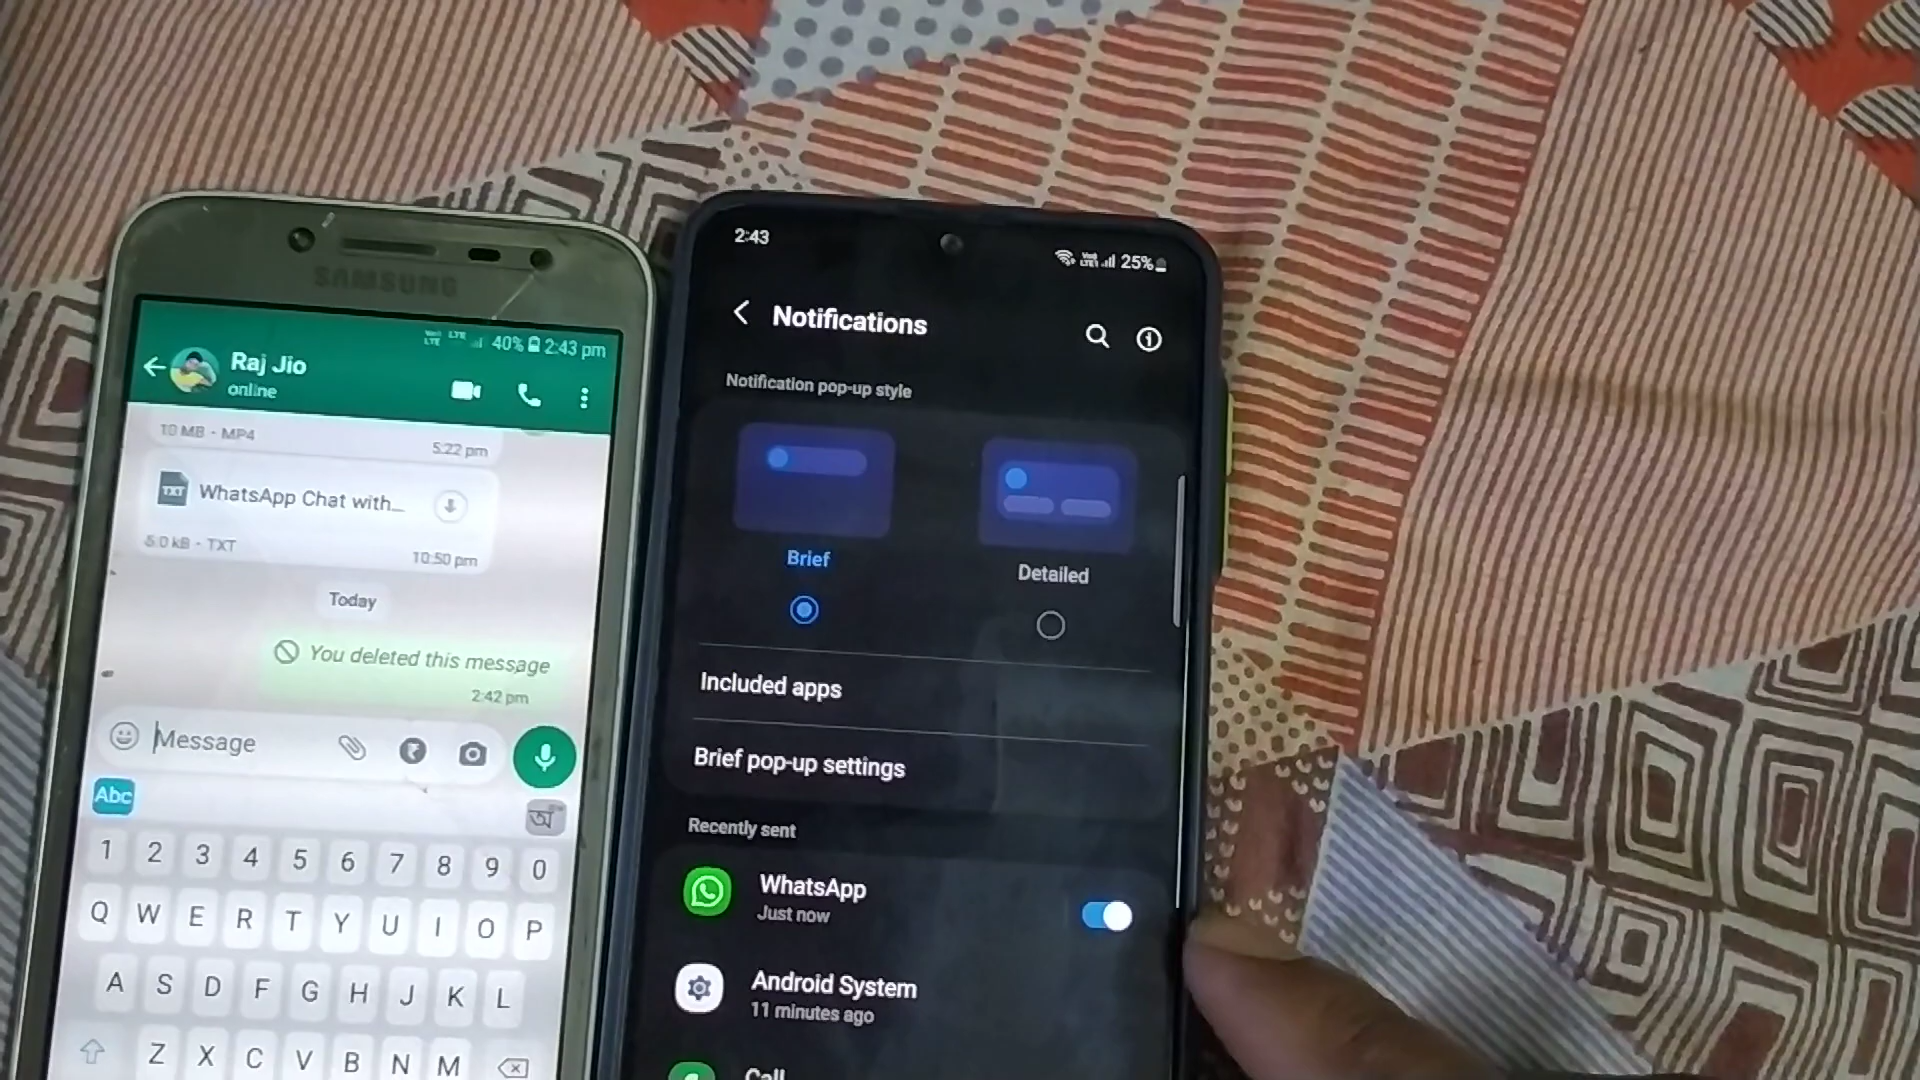 SAMSUNG
40% 2:43 pm
Raj Jio
online
10 MB - MP4
5:22 pm
TXT
WhatsApp Chat with_
5.0 kB - TXT
10:50 pm
Today
You deleted this message
2:42 pm
Message
Abc
অ
1 2 3 4 5 6 7 8 9 0
Q W E R T Y U I O P
A S D F G H J K L
Z X C V B N M
2:43
25%
Notifications
Notification pop-up style
Brief
Detailed
Included apps
Brief pop-up settings
Recently sent
WhatsApp
Just now
Android System
11 minutes ago
Call